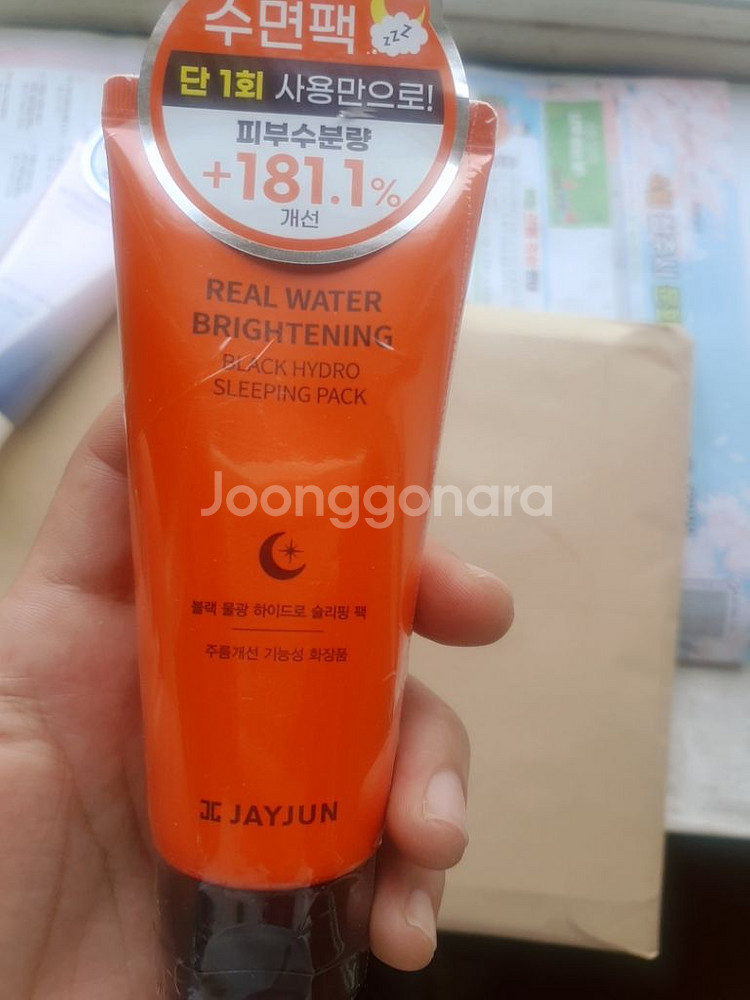 수면팩
zzz
단 1회 사용만으로!
피부수분량
+181.1%
개선
REAL WATER
BRIGHTENING
BLACK HYDRO
SLEEPING PACK
Joonggonara
블랙 물광 하이드로 슬리핑 팩
주름개선 기능성 화장품
JAYJUN